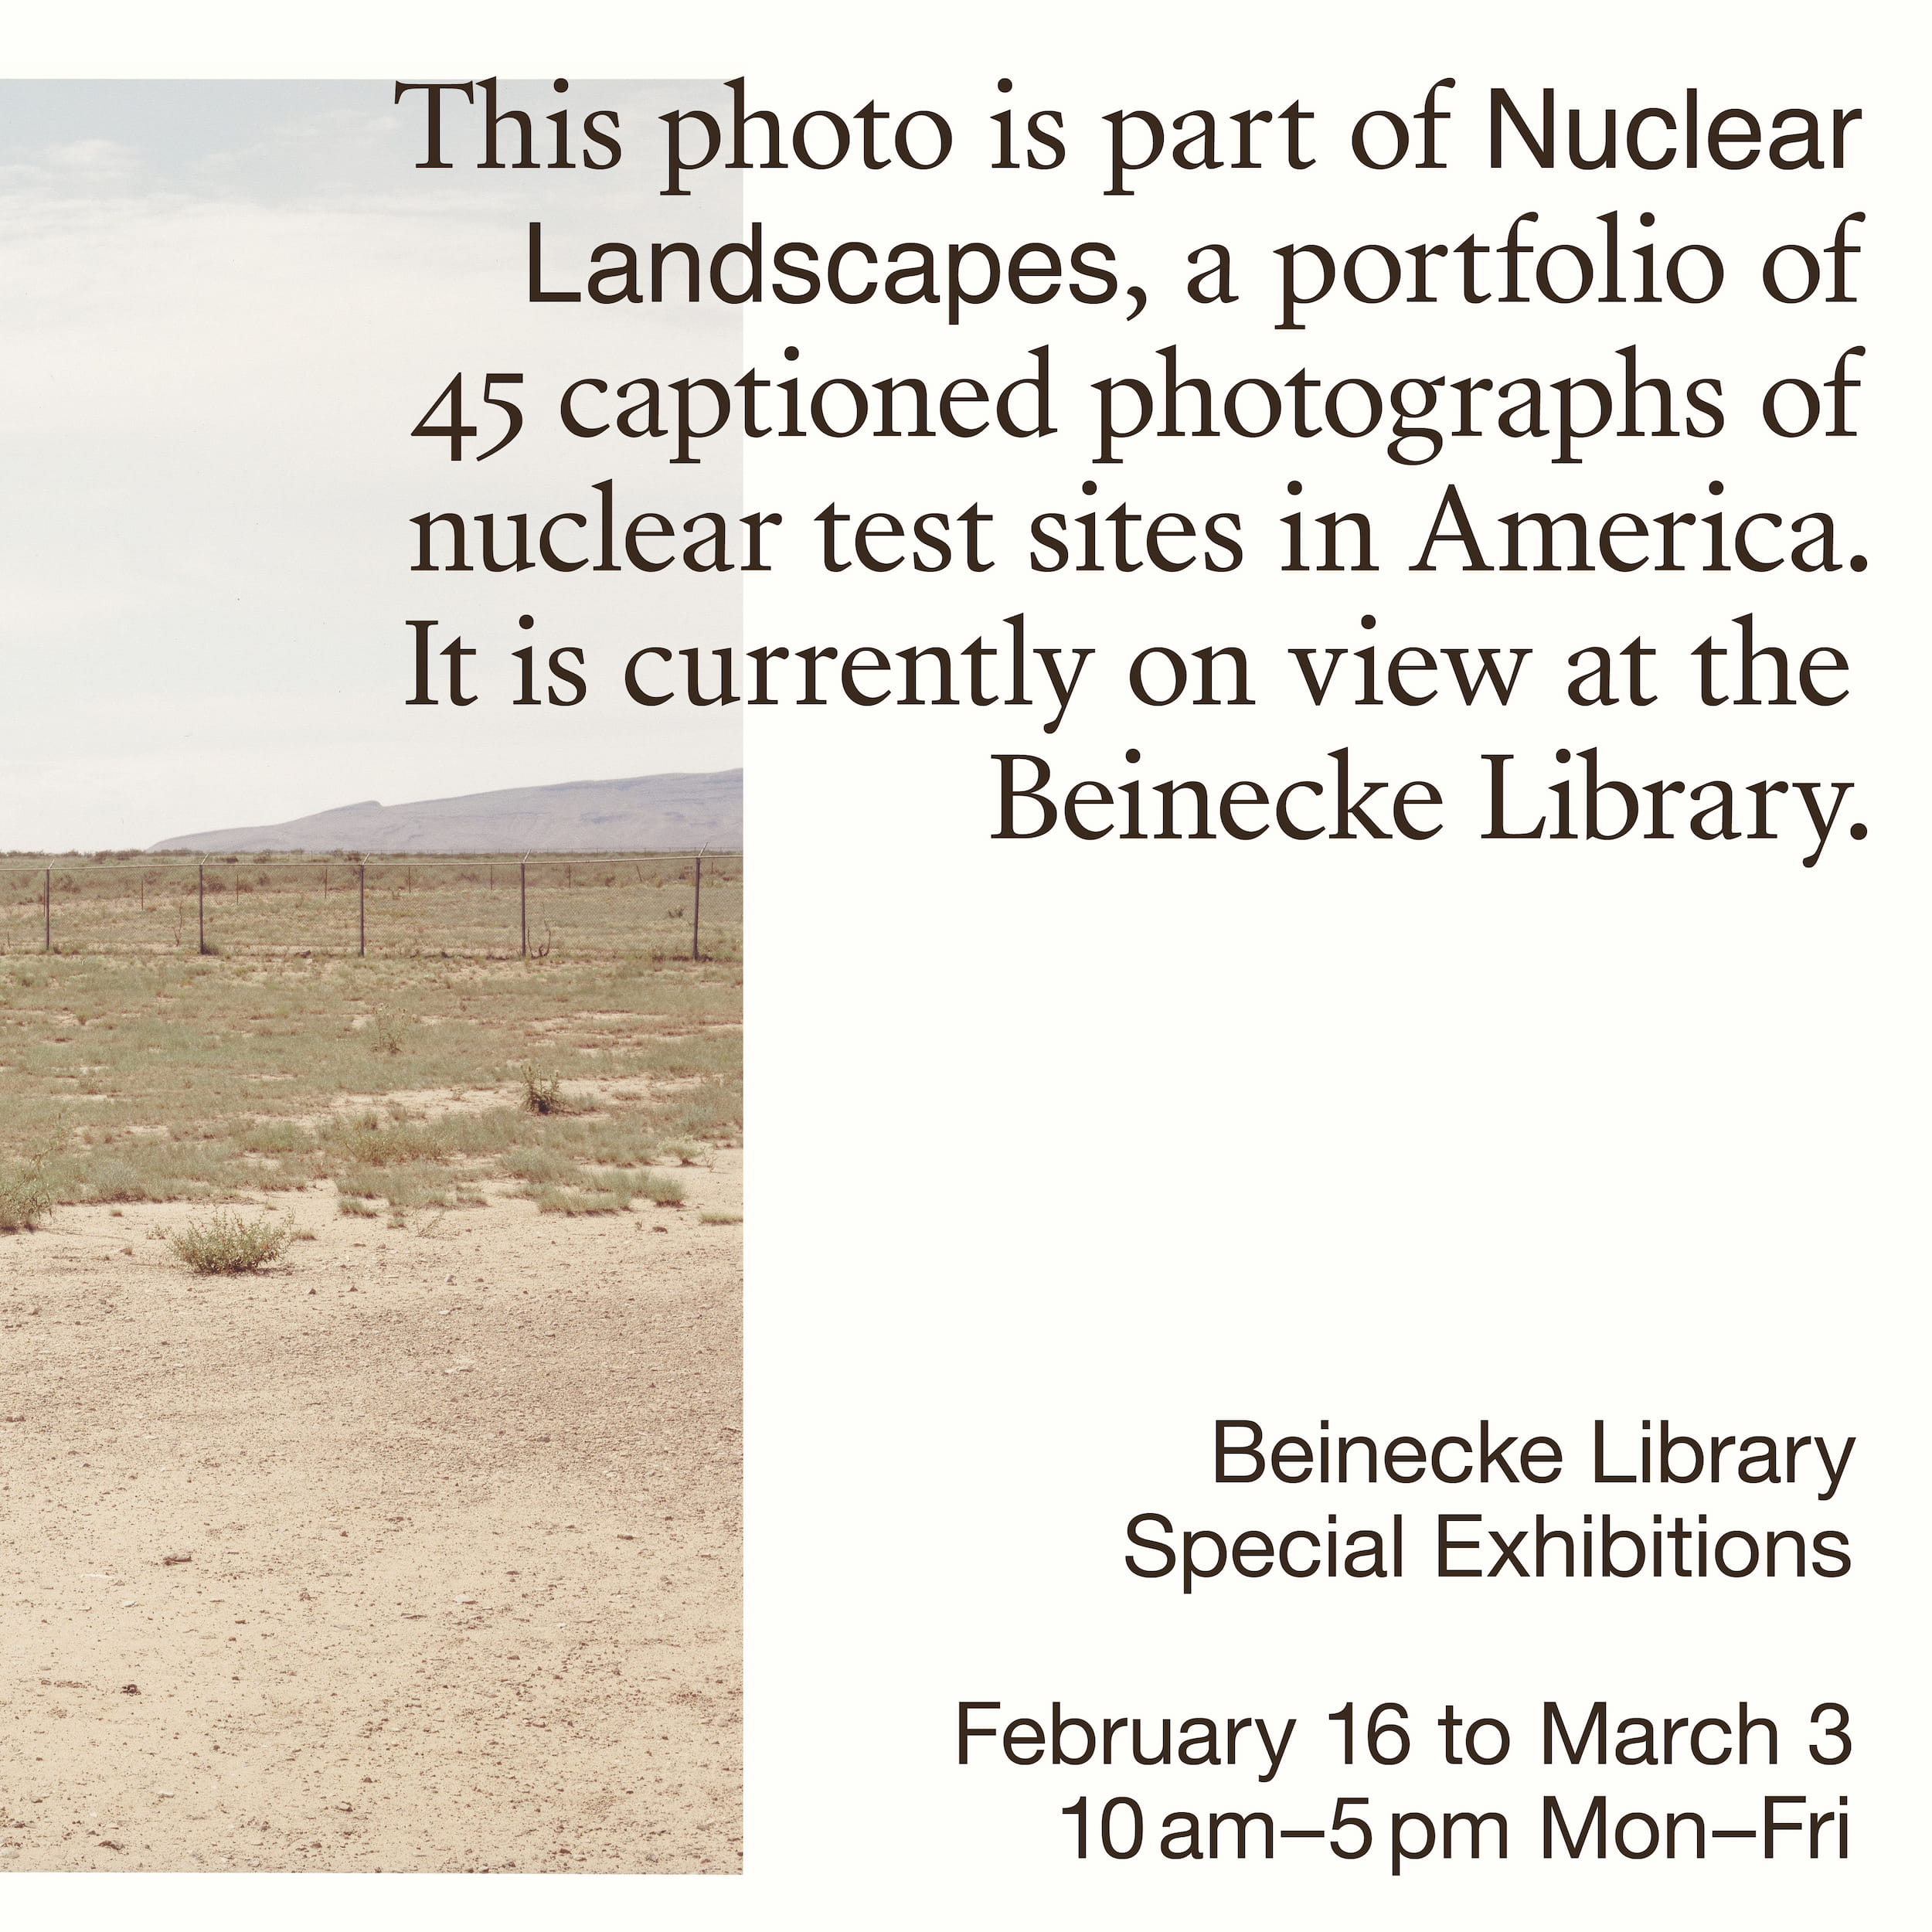 This photo is part of Nuclear
Landscapes, a portfolio of
45 captioned photographs of
nuclear test sites in America.
It is currently on view at the
Beinecke Library.
Beinecke Library
Special Exhibitions
February 16 to March 3
10 am–5 pm Mon–Fri